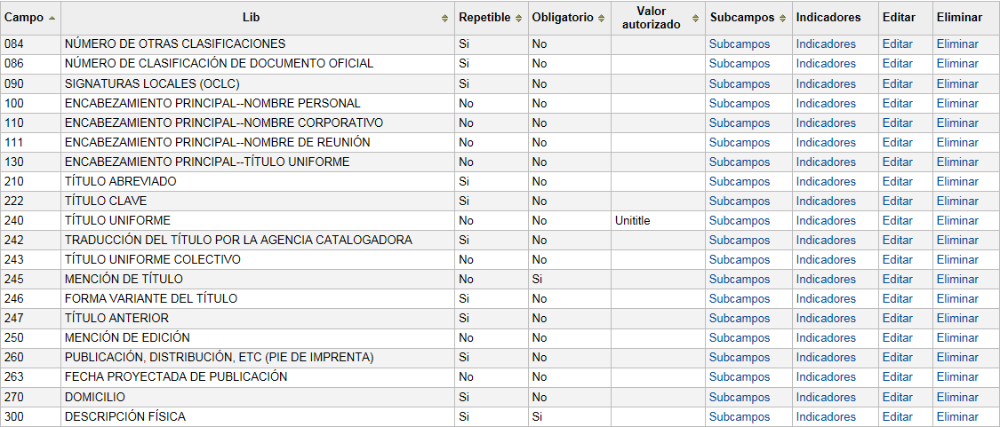 Campo Lib Repetible Obligatorio Valor autorizado Subcampos Indicadores Editar Eliminar
084 NÚMERO DE OTRAS CLASIFICACIONES Si No Subcampos Indicadores Editar Eliminar
086 NÚMERO DE CLASIFICACIÓN DE DOCUMENTO OFICIAL Si No Subcampos Indicadores Editar Eliminar
090 SIGNATURAS LOCALES (OCLC) Si No Subcampos Indicadores Editar Eliminar
100 ENCABEZAMIENTO PRINCIPAL--NOMBRE PERSONAL No No Subcampos Indicadores Editar Eliminar
110 ENCABEZAMIENTO PRINCIPAL--NOMBRE CORPORATIVO No No Subcampos Indicadores Editar Eliminar
111 ENCABEZAMIENTO PRINCIPAL--NOMBRE DE REUNIÓN No No Subcampos Indicadores Editar Eliminar
130 ENCABEZAMIENTO PRINCIPAL--TÍTULO UNIFORME No No Subcampos Indicadores Editar Eliminar
210 TÍTULO ABREVIADO Si No Subcampos Indicadores Editar Eliminar
222 TÍTULO CLAVE Si No Subcampos Indicadores Editar Eliminar
240 TÍTULO UNIFORME No No Unititle Subcampos Indicadores Editar Eliminar
242 TRADUCCIÓN DEL TÍTULO POR LA AGENCIA CATALOGADORA Si No Subcampos Indicadores Editar Eliminar
243 TÍTULO UNIFORME COLECTIVO No No Subcampos Indicadores Editar Eliminar
245 MENCIÓN DE TÍTULO No Si Subcampos Indicadores Editar Eliminar
246 FORMA VARIANTE DEL TÍTULO Si No Subcampos Indicadores Editar Eliminar
247 TÍTULO ANTERIOR Si No Subcampos Indicadores Editar Eliminar
250 MENCIÓN DE EDICIÓN No No Subcampos Indicadores Editar Eliminar
260 PUBLICACIÓN, DISTRIBUCIÓN, ETC (PIE DE IMPRENTA) Si No Subcampos Indicadores Editar Eliminar
263 FECHA PROYECTADA DE PUBLICACIÓN No No Subcampos Indicadores Editar Eliminar
270 DOMICILIO Si No Subcampos Indicadores Editar Eliminar
300 DESCRIPCIÓN FÍSICA Si Si Subcampos Indicadores Editar Eliminar